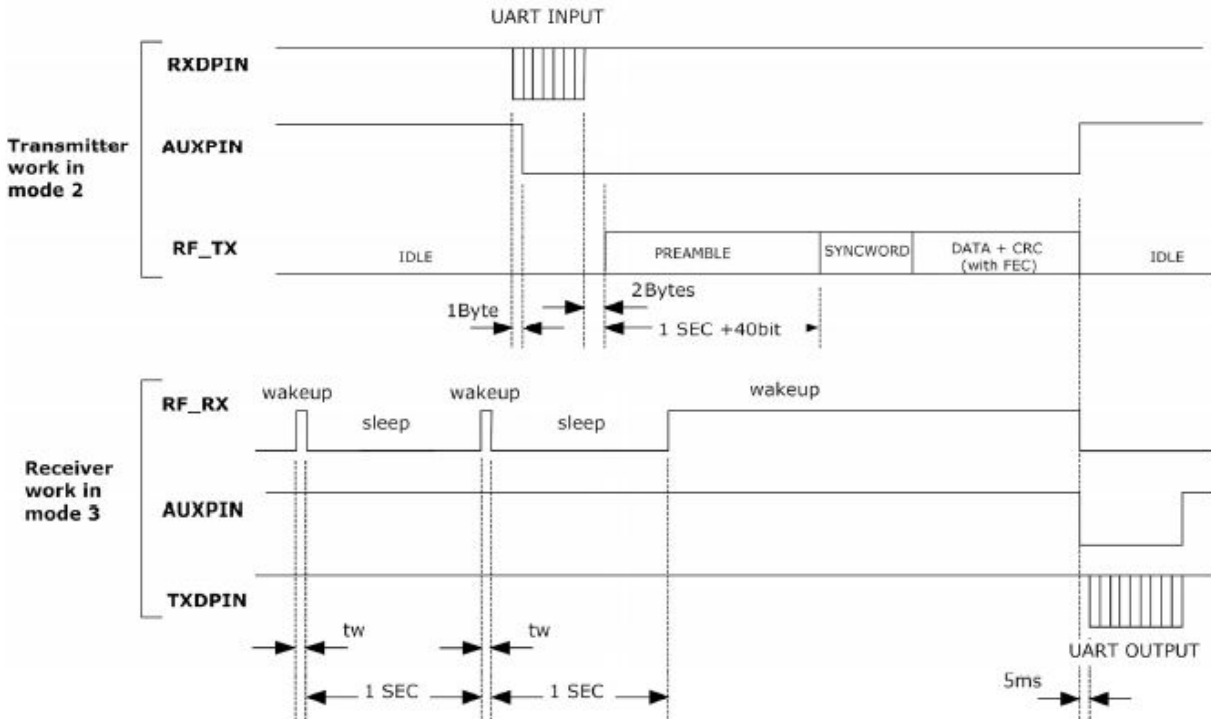 UART INPUT
RXDPIN
Transmitter
work in
mode 2
AUXPIN
RF_TX
IDLE
PREAMBLE
SYNCWORD
DATA + CRC
(with FEC)
IDLE
1Byte
2Bytes
1 SEC +40bit
Receiver
work in
mode 3
RF_RX
wakeup
sleep
wakeup
sleep
wakeup
AUXPIN
TXDPIN
tw
tw
UART OUTPUT
1 SEC
1 SEC
5ms